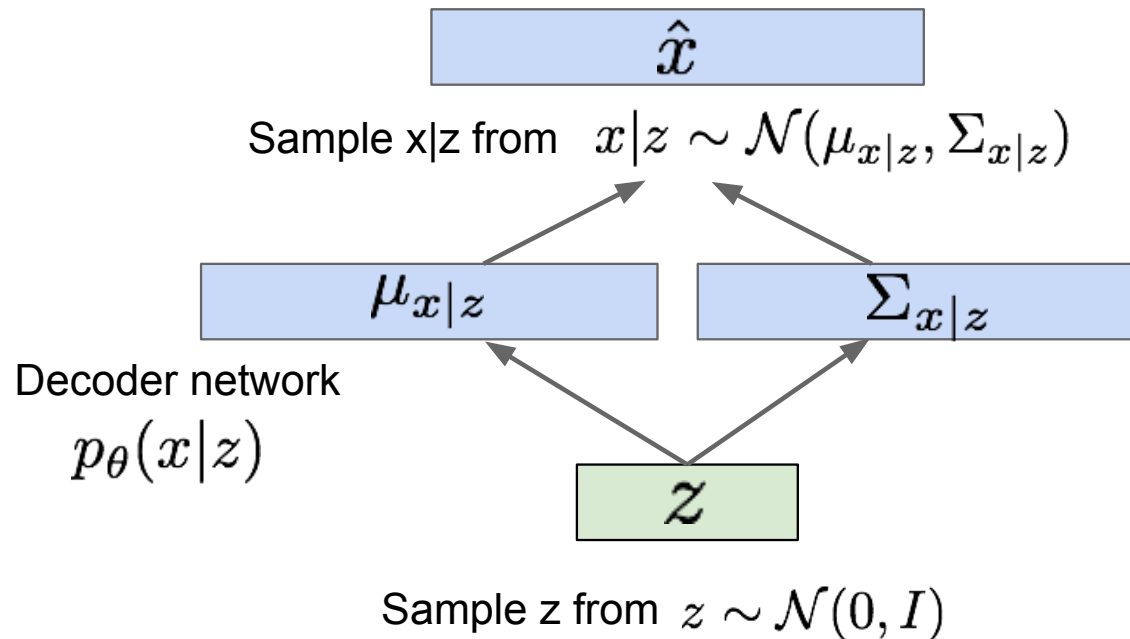 x̂
Sample x|z from x|z ∼ 𝒩(μ_{x|z}, Σ_{x|z})
μ_{x|z} Σ_{x|z}
Decoder network
p_θ(x|z)
z
Sample z from z ∼ 𝒩(0, I)